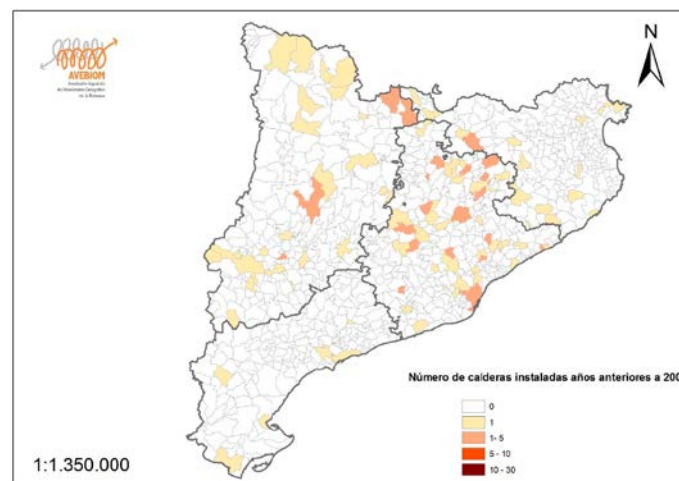 AVEBIOM
N
Número de calderas instaladas años anteriores a 200
0
1
1- 5
5 - 10
10 - 30
1:1.350.000